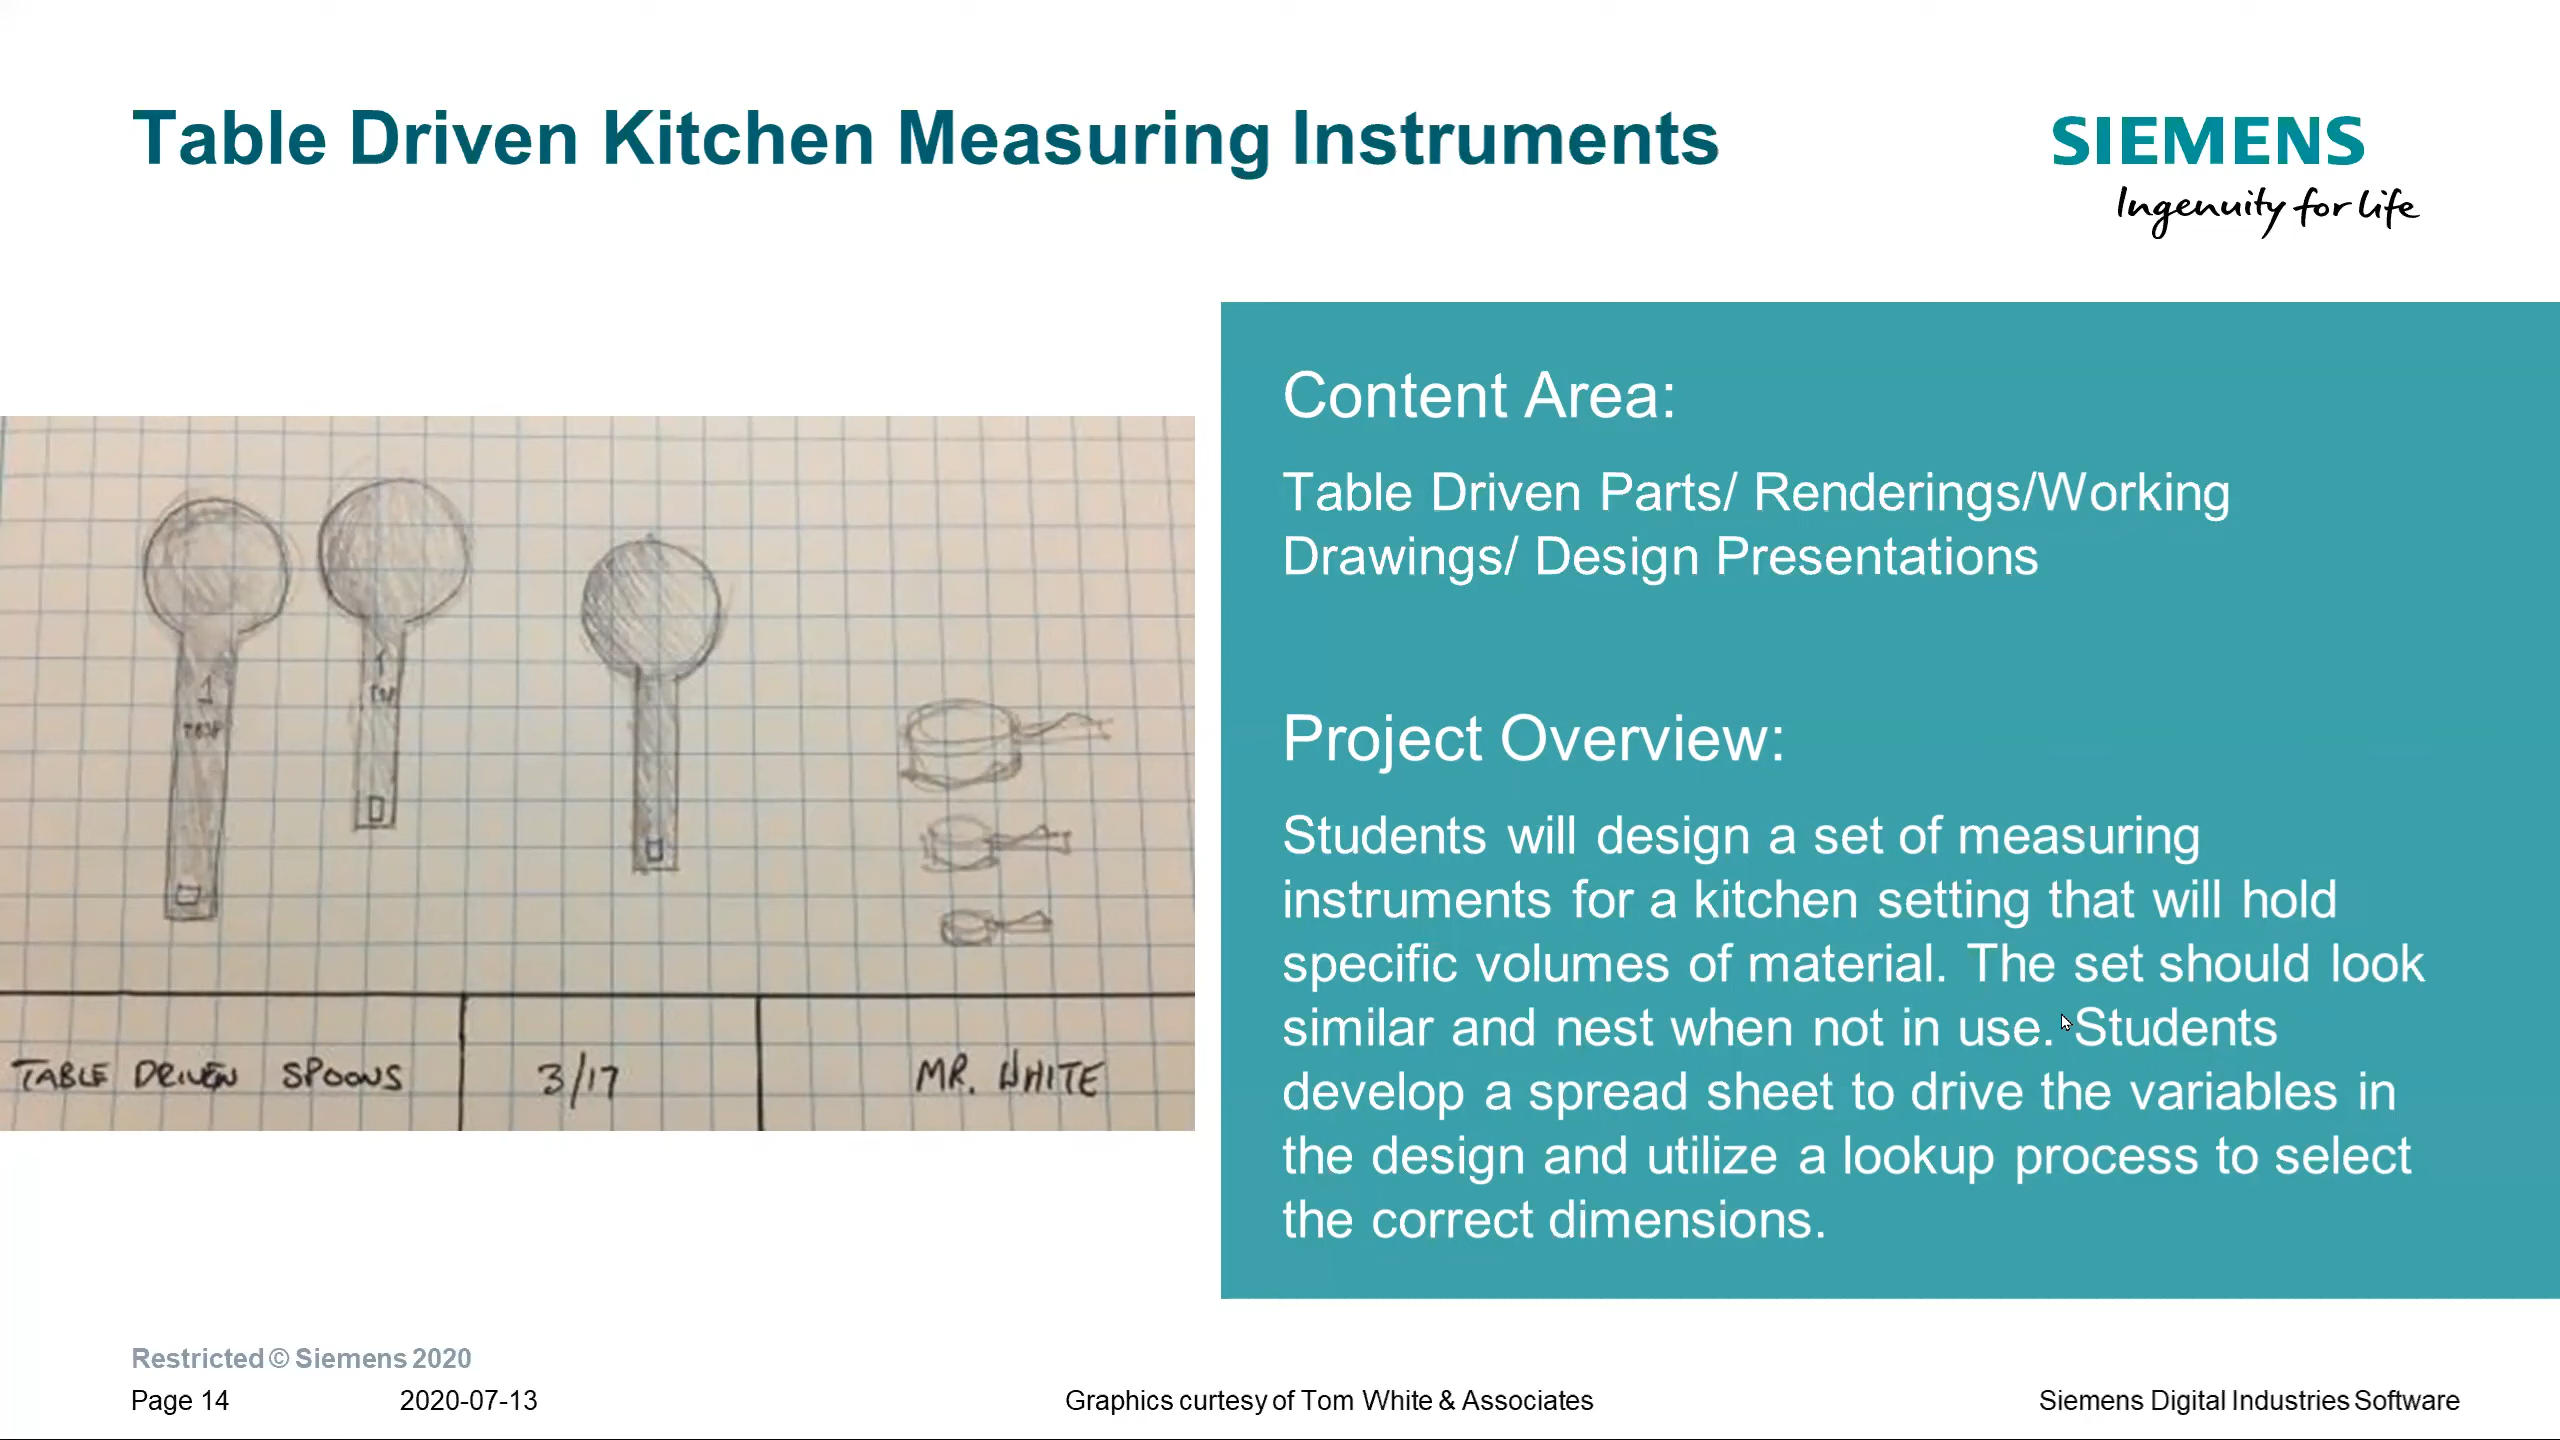 Table Driven Kitchen Measuring Instruments
SIEMENS
Ingenuity for life
1
TBSP
1
TSP
TABLE DRIVEN SPOONS
3/17
MR. WHITE
Content Area:
Table Driven Parts/ Renderings/Working
Drawings/ Design Presentations
Project Overview:
Students will design a set of measuring
instruments for a kitchen setting that will hold
specific volumes of material. The set should look
similar and nest when not in use. Students
develop a spread sheet to drive the variables in
the design and utilize a lookup process to select
the correct dimensions.
Restricted © Siemens 2020
Page 14
2020-07-13
Graphics curtesy of Tom White & Associates
Siemens Digital Industries Software